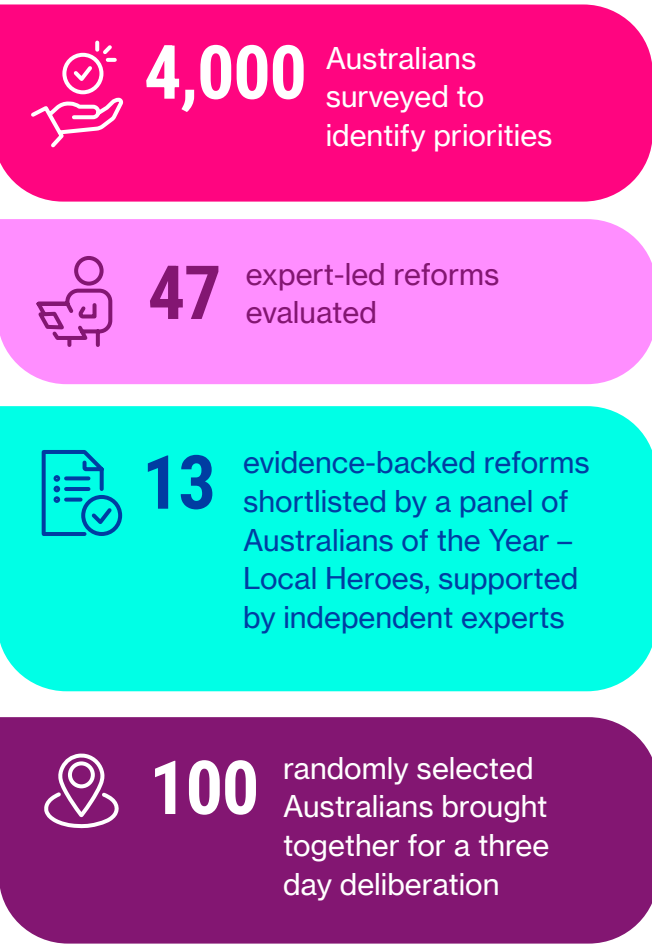 4,000 Australians
surveyed to
identify priorities
47 expert-led reforms
evaluated
13 evidence-backed reforms
shortlisted by a panel of
Australians of the Year –
Local Heroes, supported
by independent experts
100 randomly selected
Australians brought
together for a three
day deliberation